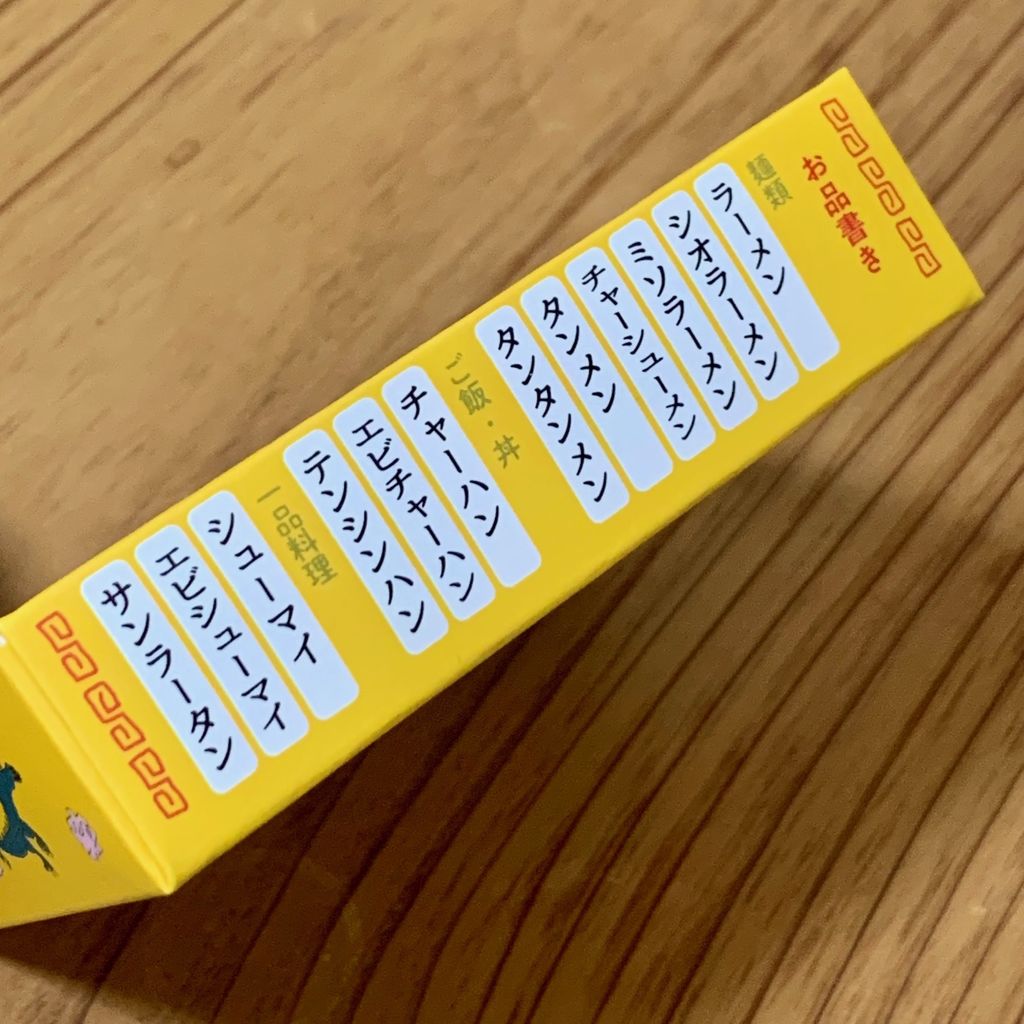 お品書き
麺類
ラーメン
シオラーメン
ミソラーメン
チャーシューメン
タンメン
タンタンメン
ご飯・丼
チャーハン
エビチャーハン
テンシンハン
一品料理
シューマイ
エビシューマイ
サンラータン